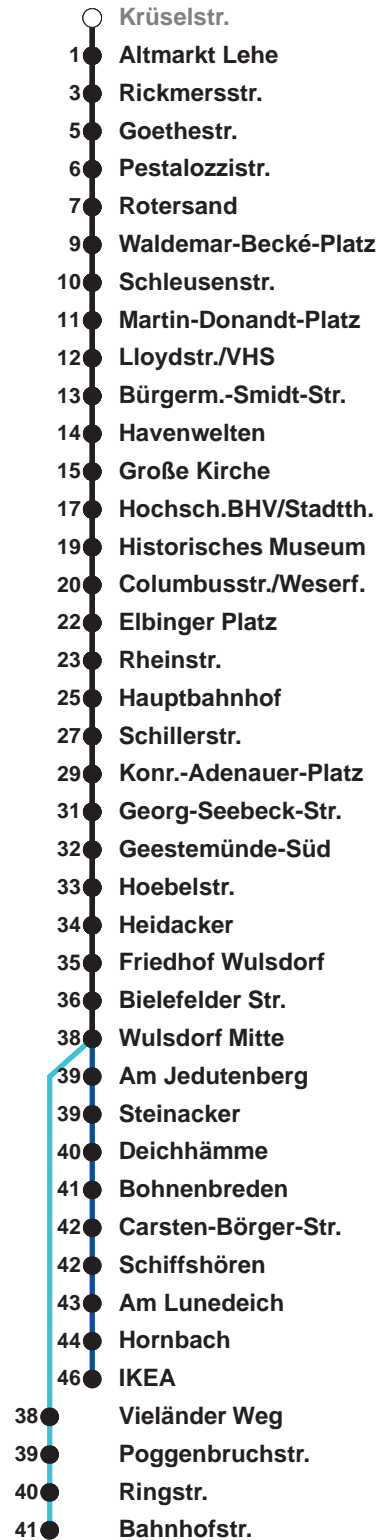 Krüselstr.
1 Altmarkt Lehe
3 Rickmersstr.
5 Goethestr.
6 Pestalozzistr.
7 Rotersand
9 Waldemar-Becké-Platz
10 Schleusenstr.
11 Martin-Donandt-Platz
12 Lloydstr./VHS
13 Bürgerm.-Smidt-Str.
14 Havenwelten
15 Große Kirche
17 Hochsch.BHV/Stadtth.
19 Historisches Museum
20 Columbusstr./Weserf.
22 Elbinger Platz
23 Rheinstr.
25 Hauptbahnhof
27 Schillerstr.
29 Konr.-Adenauer-Platz
31 Georg-Seebeck-Str.
32 Geestemünde-Süd
33 Hoebelstr.
34 Heidacker
35 Friedhof Wulsdorf
36 Bielefelder Str.
38 Wulsdorf Mitte
39 Am Jedutenberg
39 Steinacker
40 Deichhämme
41 Bohnenbreden
42 Carsten-Börger-Str.
42 Schiffshören
43 Am Lunedeich
44 Hornbach
46 IKEA
38 Vieländer Weg
39 Poggenbruchstr.
40 Ringstr.
41 Bahnhofstr.